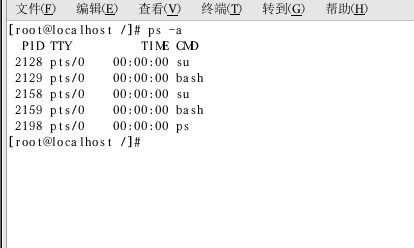 文件(F) 编辑(E) 查看(V) 终端(T) 转到(G) 帮助(H)
[root@localhost /]# ps -a
  PID TTY          TIME CMD
 2128 pts/0    00:00:00 su
 2129 pts/0    00:00:00 bash
 2158 pts/0    00:00:00 su
 2159 pts/0    00:00:00 bash
 2198 pts/0    00:00:00 ps
[root@localhost /]#